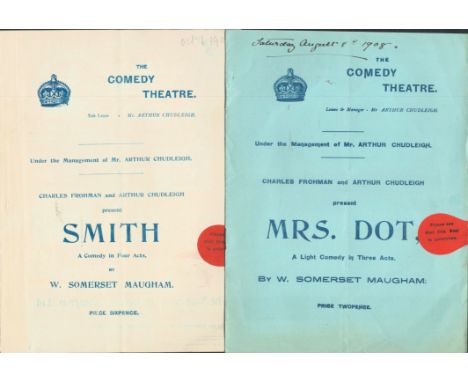 THE
COMEDY
THEATRE.
Sole Lessee - Mr ARTHUR CHUDLEIGH.
Under the Management of Mr. ARTHUR CHUDLEIGH.
CHARLES FROHMAN and ARTHUR CHUDLEIGH
present
SMITH
A Comedy in Four Acts,
BY
W. SOMERSET MAUGHAM.
PRICE SIXPENCE.
Saturday August 8th 1908.
THE
COMEDY
THEATRE.
Lessee & Manager - Mr ARTHUR CHUDLEIGH.
Under the Management of Mr. ARTHUR CHUDLEIGH.
CHARLES FROHMAN and ARTHUR CHUDLEIGH
present
MRS. DOT,
A Light Comedy in Three Acts.
BY W. SOMERSET MAUGHAM:
PRICE TWOPENCE.